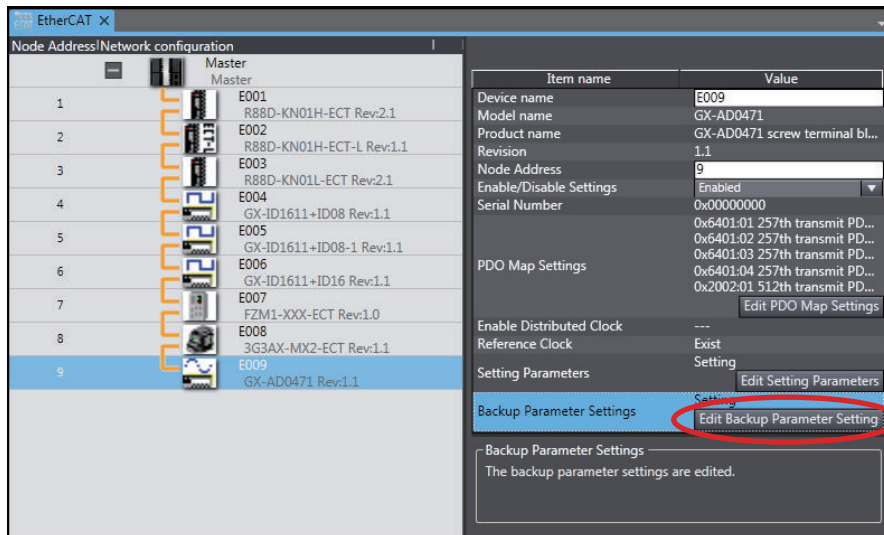 EtherCAT ×
Node Address Network configuration
Master
Master
1 E001
R88D-KN01H-ECT Rev:2.1
2 E002
R88D-KN01H-ECT-L Rev:1.1
3 E003
R88D-KN01L-ECT Rev:2.1
4 E004
GX-ID1611+ID08 Rev:1.1
5 E005
GX-ID1611+ID08-1 Rev:1.1
6 E006
GX-ID1611+ID16 Rev:1.1
7 E007
FZM1-XXX-ECT Rev:1.0
8 E008
3G3AX-MX2-ECT Rev:1.1
9 E009
GX-AD0471 Rev:1.1
Item name Value
Device name E009
Model name GX-AD0471
Product name GX-AD0471 screw terminal bl...
Revision 1.1
Node Address 9
Enable/Disable Settings Enabled
Serial Number 0x00000000
PDO Map Settings
0x6401:01 257th transmit PD...
0x6401:02 257th transmit PD...
0x6401:03 257th transmit PD...
0x6401:04 257th transmit PD...
0x2002:01 512th transmit PD...
Edit PDO Map Settings
Enable Distributed Clock ---
Reference Clock Exist
Setting Parameters Setting
Edit Setting Parameters
Backup Parameter Settings Setting
Edit Backup Parameter Setting
Backup Parameter Settings
The backup parameter settings are edited.
ECT-L